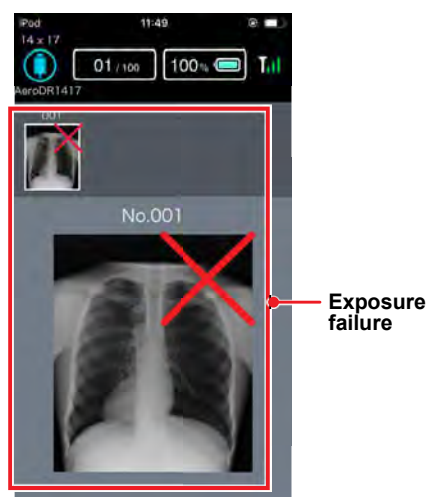 iPod 11:49
14 x 17
01 / 100 100% 
AeroDR1417
001
No.001
Exposure
failure